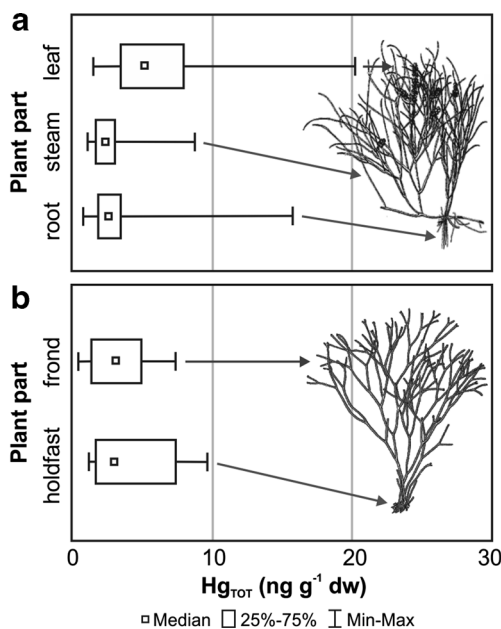 a
Plant part
leaf
steam
root
b
Plant part
frond
holdfast
0 10 20 30
HgTOT (ng g-1 dw)
Median 25%-75% Min-Max